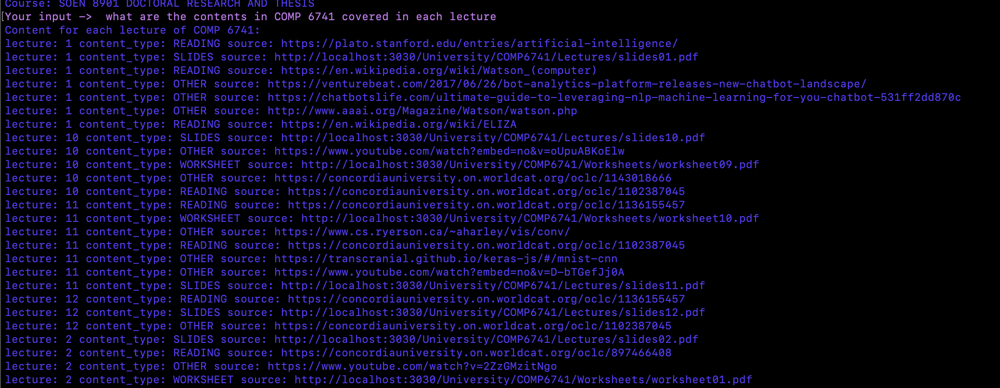 Course: SOEN 8901 DOCTORAL RESEARCH AND THESIS
[Your input ->  what are the contents in COMP 6741 covered in each lecture
Content for each lecture of COMP 6741:
lecture: 1 content_type: READING source: https://plato.stanford.edu/entries/artificial-intelligence/
lecture: 1 content_type: SLIDES source: http://localhost:3030/University/COMP6741/Lectures/slides01.pdf
lecture: 1 content_type: READING source: https://en.wikipedia.org/wiki/Watson_(computer)
lecture: 1 content_type: OTHER source: https://venturebeat.com/2017/06/26/bot-analytics-platform-releases-new-chatbot-landscape/
lecture: 1 content_type: OTHER source: https://chatbotslife.com/ultimate-guide-to-leveraging-nlp-machine-learning-for-you-chatbot-531ff2dd870c
lecture: 1 content_type: OTHER source: http://www.aaai.org/Magazine/Watson/watson.php
lecture: 1 content_type: READING source: https://en.wikipedia.org/wiki/ELIZA
lecture: 10 content_type: SLIDES source: http://localhost:3030/University/COMP6741/Lectures/slides10.pdf
lecture: 10 content_type: OTHER source: https://www.youtube.com/watch?embed=no&v=oUpuABKoElw
lecture: 10 content_type: WORKSHEET source: http://localhost:3030/University/COMP6741/Worksheets/worksheet09.pdf
lecture: 10 content_type: OTHER source: https://concordiauniversity.on.worldcat.org/oclc/1143018666
lecture: 10 content_type: READING source: https://concordiauniversity.on.worldcat.org/oclc/1102387045
lecture: 11 content_type: READING source: https://concordiauniversity.on.worldcat.org/oclc/1136155457
lecture: 11 content_type: WORKSHEET source: http://localhost:3030/University/COMP6741/Worksheets/worksheet10.pdf
lecture: 11 content_type: OTHER source: https://www.cs.ryerson.ca/~aharley/vis/conv/
lecture: 11 content_type: READING source: https://concordiauniversity.on.worldcat.org/oclc/1102387045
lecture: 11 content_type: OTHER source: https://transcranial.github.io/keras-js/#/mnist-cnn
lecture: 11 content_type: OTHER source: https://www.youtube.com/watch?embed=no&v=D-bTGefJj0A
lecture: 11 content_type: SLIDES source: http://localhost:3030/University/COMP6741/Lectures/slides11.pdf
lecture: 12 content_type: READING source: https://concordiauniversity.on.worldcat.org/oclc/1136155457
lecture: 12 content_type: SLIDES source: http://localhost:3030/University/COMP6741/Lectures/slides12.pdf
lecture: 12 content_type: OTHER source: https://concordiauniversity.on.worldcat.org/oclc/1102387045
lecture: 2 content_type: SLIDES source: http://localhost:3030/University/COMP6741/Lectures/slides02.pdf
lecture: 2 content_type: READING source: https://concordiauniversity.on.worldcat.org/oclc/897466408
lecture: 2 content_type: OTHER source: https://www.youtube.com/watch?v=2ZzGMzitNgo
lecture: 2 content_type: WORKSHEET source: http://localhost:3030/University/COMP6741/Worksheets/worksheet01.pdf